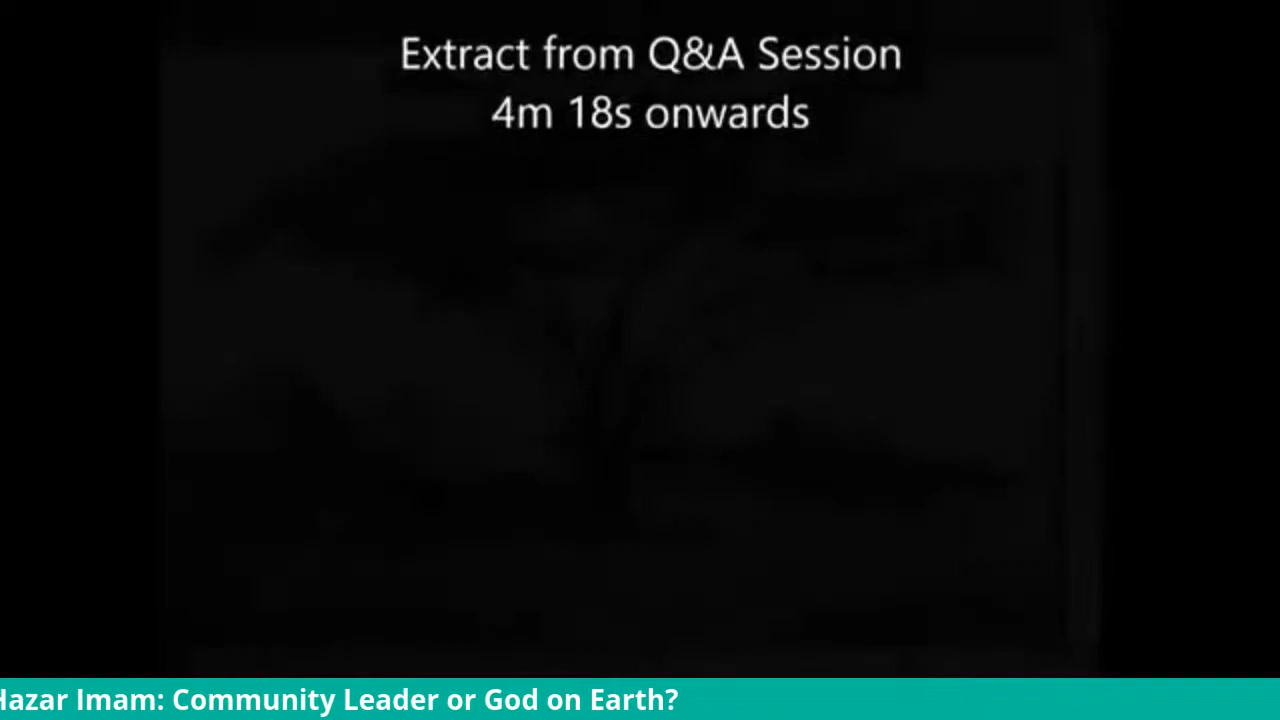 Extract from Q&A Session
4m 18s onwards
Hazar Imam: Community Leader or God on Earth?